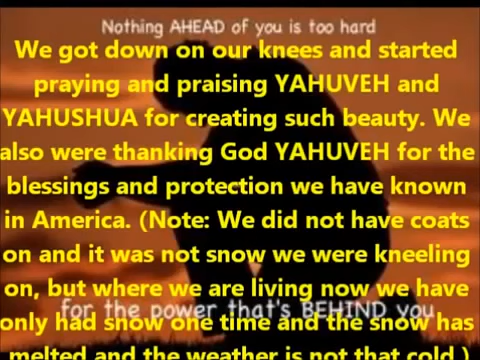 Nothing AHEAD of you is too hard
We got down on our knees and started
praying and praising YAHUVEH and
YAHUSHUA for creating such beauty. We
also were thanking God YAHUVEH for the
blessings and protection we have known
in America. (Note: We did not have coats
on and it was not snow we were kneeling
on, but where we are living now we have
for the power that's BEHIND you
only had snow one time and the snow has
melted and the weather is not that cold.)